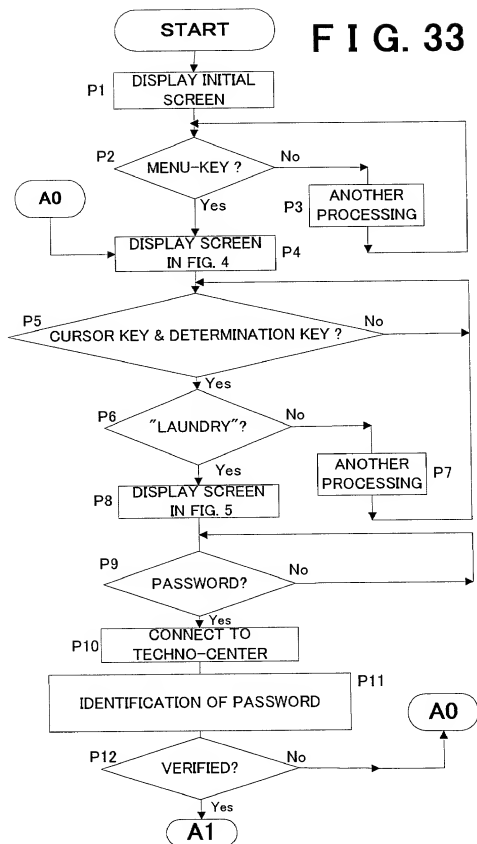 START
F I G. 33
P1
DISPLAY INITIAL
SCREEN
P2
MENU-KEY ?
No
Yes
A0
P3
ANOTHER
PROCESSING
DISPLAY SCREEN
IN FIG. 4
P4
P5
CURSOR KEY & DETERMINATION KEY ?
No
Yes
P6
"LAUNDRY"?
No
Yes
ANOTHER
PROCESSING
P7
P8
DISPLAY SCREEN
IN FIG. 5
P9
PASSWORD?
No
Yes
P10
CONNECT TO
TECHNO-CENTER
P11
IDENTIFICATION OF PASSWORD
A0
P12
VERIFIED?
No
Yes
A1